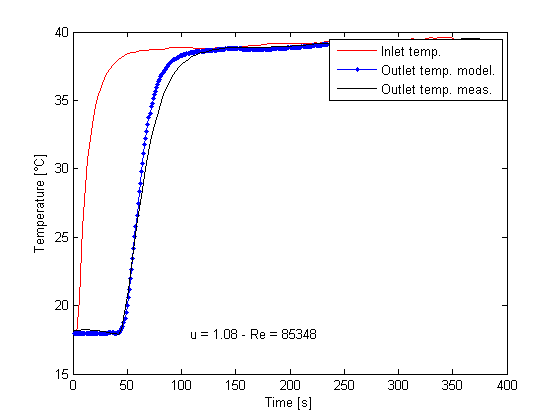 40
35
30
25
20
15
Temperature [°C]
Inlet temp.
Outlet temp. model.
Outlet temp. meas.
u = 1.08 - Re = 85348
0 50 100 150 200 250 300 350 400
Time [s]